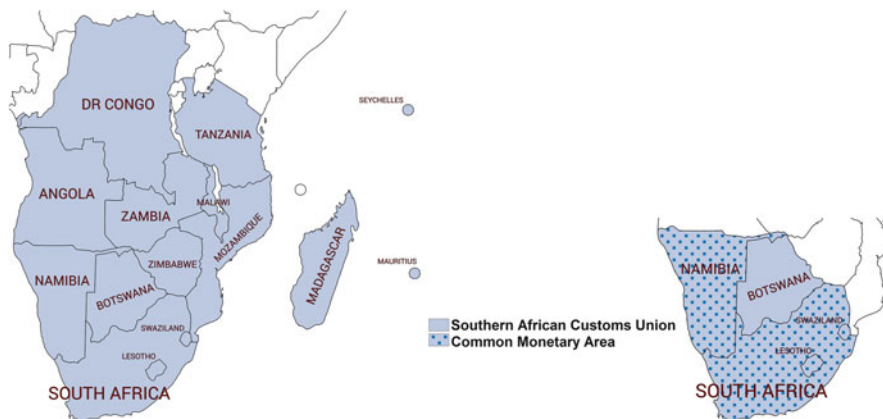 DR CONGO
SEYCHELLES
TANZANIA
ANGOLA
MALAWI
ZAMBIA
MOZAMBIQUE
NAMIBIA
ZIMBABWE
BOTSWANA
MADAGASCAR
MAURITIUS
SWAZILAND
LESOTHO
SOUTH AFRICA
Southern African Customs Union
Common Monetary Area
NAMIBIA
BOTSWANA
SWAZILAND
LESOTHO
SOUTH AFRICA